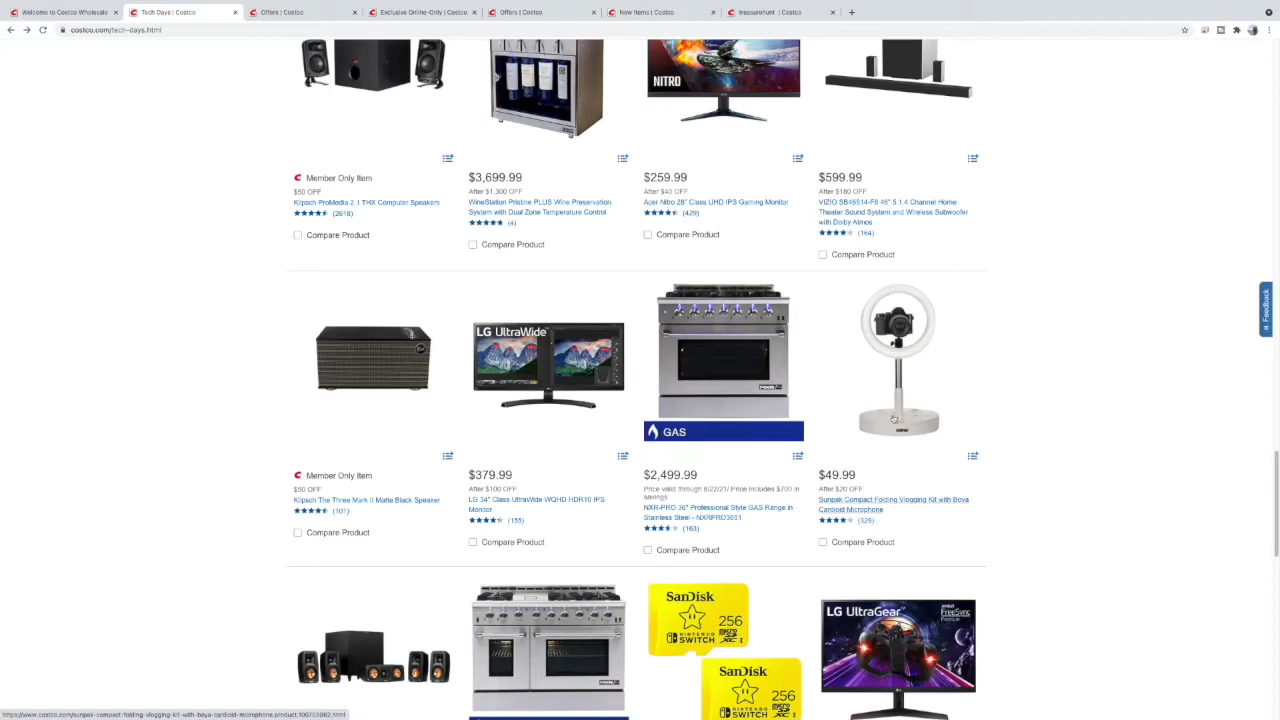 Welcome to Costco Wholesale
Tech Days | Costco
Offers | Costco
Exclusive Online-Only | Costco
Offers | Costco
New Items | Costco
treasurehunt | Costco
costco.com/tech-days.html
NITRO
Member Only Item
$50 OFF
Klipsch ProMedia 2.1 THX Computer Speakers
(2618)
Compare Product
$3,699.99
After $1,300 OFF
WineStation Pristine PLUS Wine Preservation
System with Dual Zone Temperature Control
(4)
Compare Product
$259.99
After $40 OFF
Acer Nitro 28" Class UHD IPS Gaming Monitor
(429)
Compare Product
$599.99
After $180 OFF
VIZIO SB46514-F6 46" 5.1.4 Channel Home
Theater Sound System and Wireless Subwoofer
with Dolby Atmos
(164)
Compare Product
Feedback
LG UltraWide
GAS
Member Only Item
$50 OFF
Klipsch The Three Mark II Matte Black Speaker
(101)
Compare Product
$379.99
After $100 OFF
LG 34" Class UltraWide WQHD HDR10 IPS
Monitor
(155)
Compare Product
$2,499.99
Price valid through 8/22/21/ Price includes $700 in
savings
NXR-PRO 36" Professional Style GAS Range in
Stainless Steel - NXRPRO3651
(163)
Compare Product
$49.99
After $20 OFF
Sunpak Compact Folding Vlogging Kit with Boya
Cardioid Microphone
(329)
Compare Product
SanDisk
256
NINTENDO
SWITCH
micro
SanDisk
256
NINTENDO
SWITCH
micro
LG UltraGear
AMD
FreeSync
Premium
https://www.costco.com/sunpak-compact-folding-vlogging-kit-with-boya-cardioid-microphone.product.100703062.html